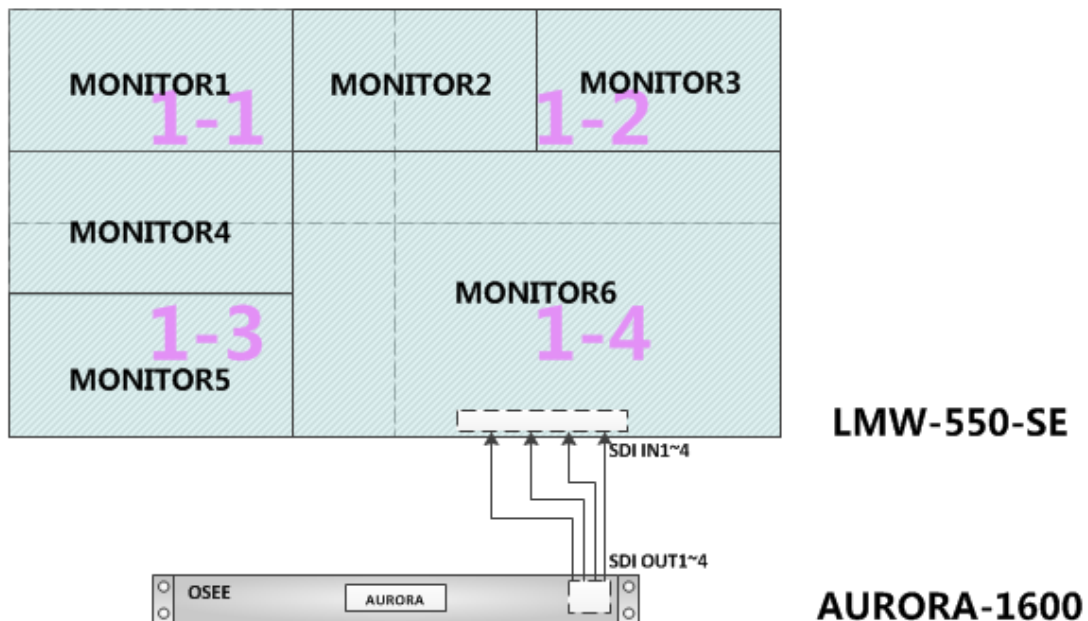 MONITOR1
MONITOR2
MONITOR3
1-1
1-2
MONITOR4
MONITOR6
1-3
1-4
MONITOR5
LMW-550-SE
SDI IN1~4
SDI OUT1~4
OSEE
AURORA
AURORA-1600